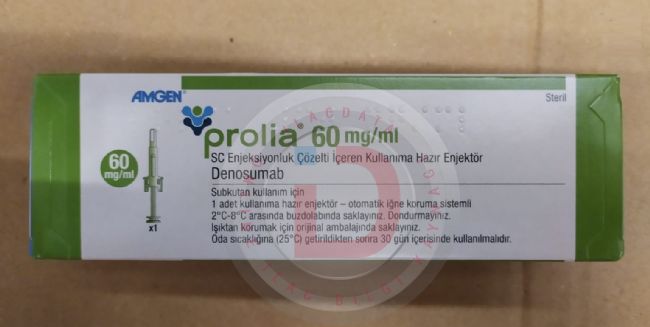 AMGEN®
Steril
prolia® 60 mg/ml
SC Enjeksiyonluk Çözelti İçeren Kullanıma Hazır Enjektör
Denosumab
60
mg/ml
x1
Subkutan kullanım için
1 adet kullanıma hazır enjektör – otomatik iğne koruma sistemli
2°C-8°C arasında buzdolabında saklayınız. Dondurmayınız.
Işıktan korumak için orijinal ambalajında saklayınız.
Oda sıcaklığına (25°C) getirildikten sonra 30 gün içerisinde kullanılmalıdır.